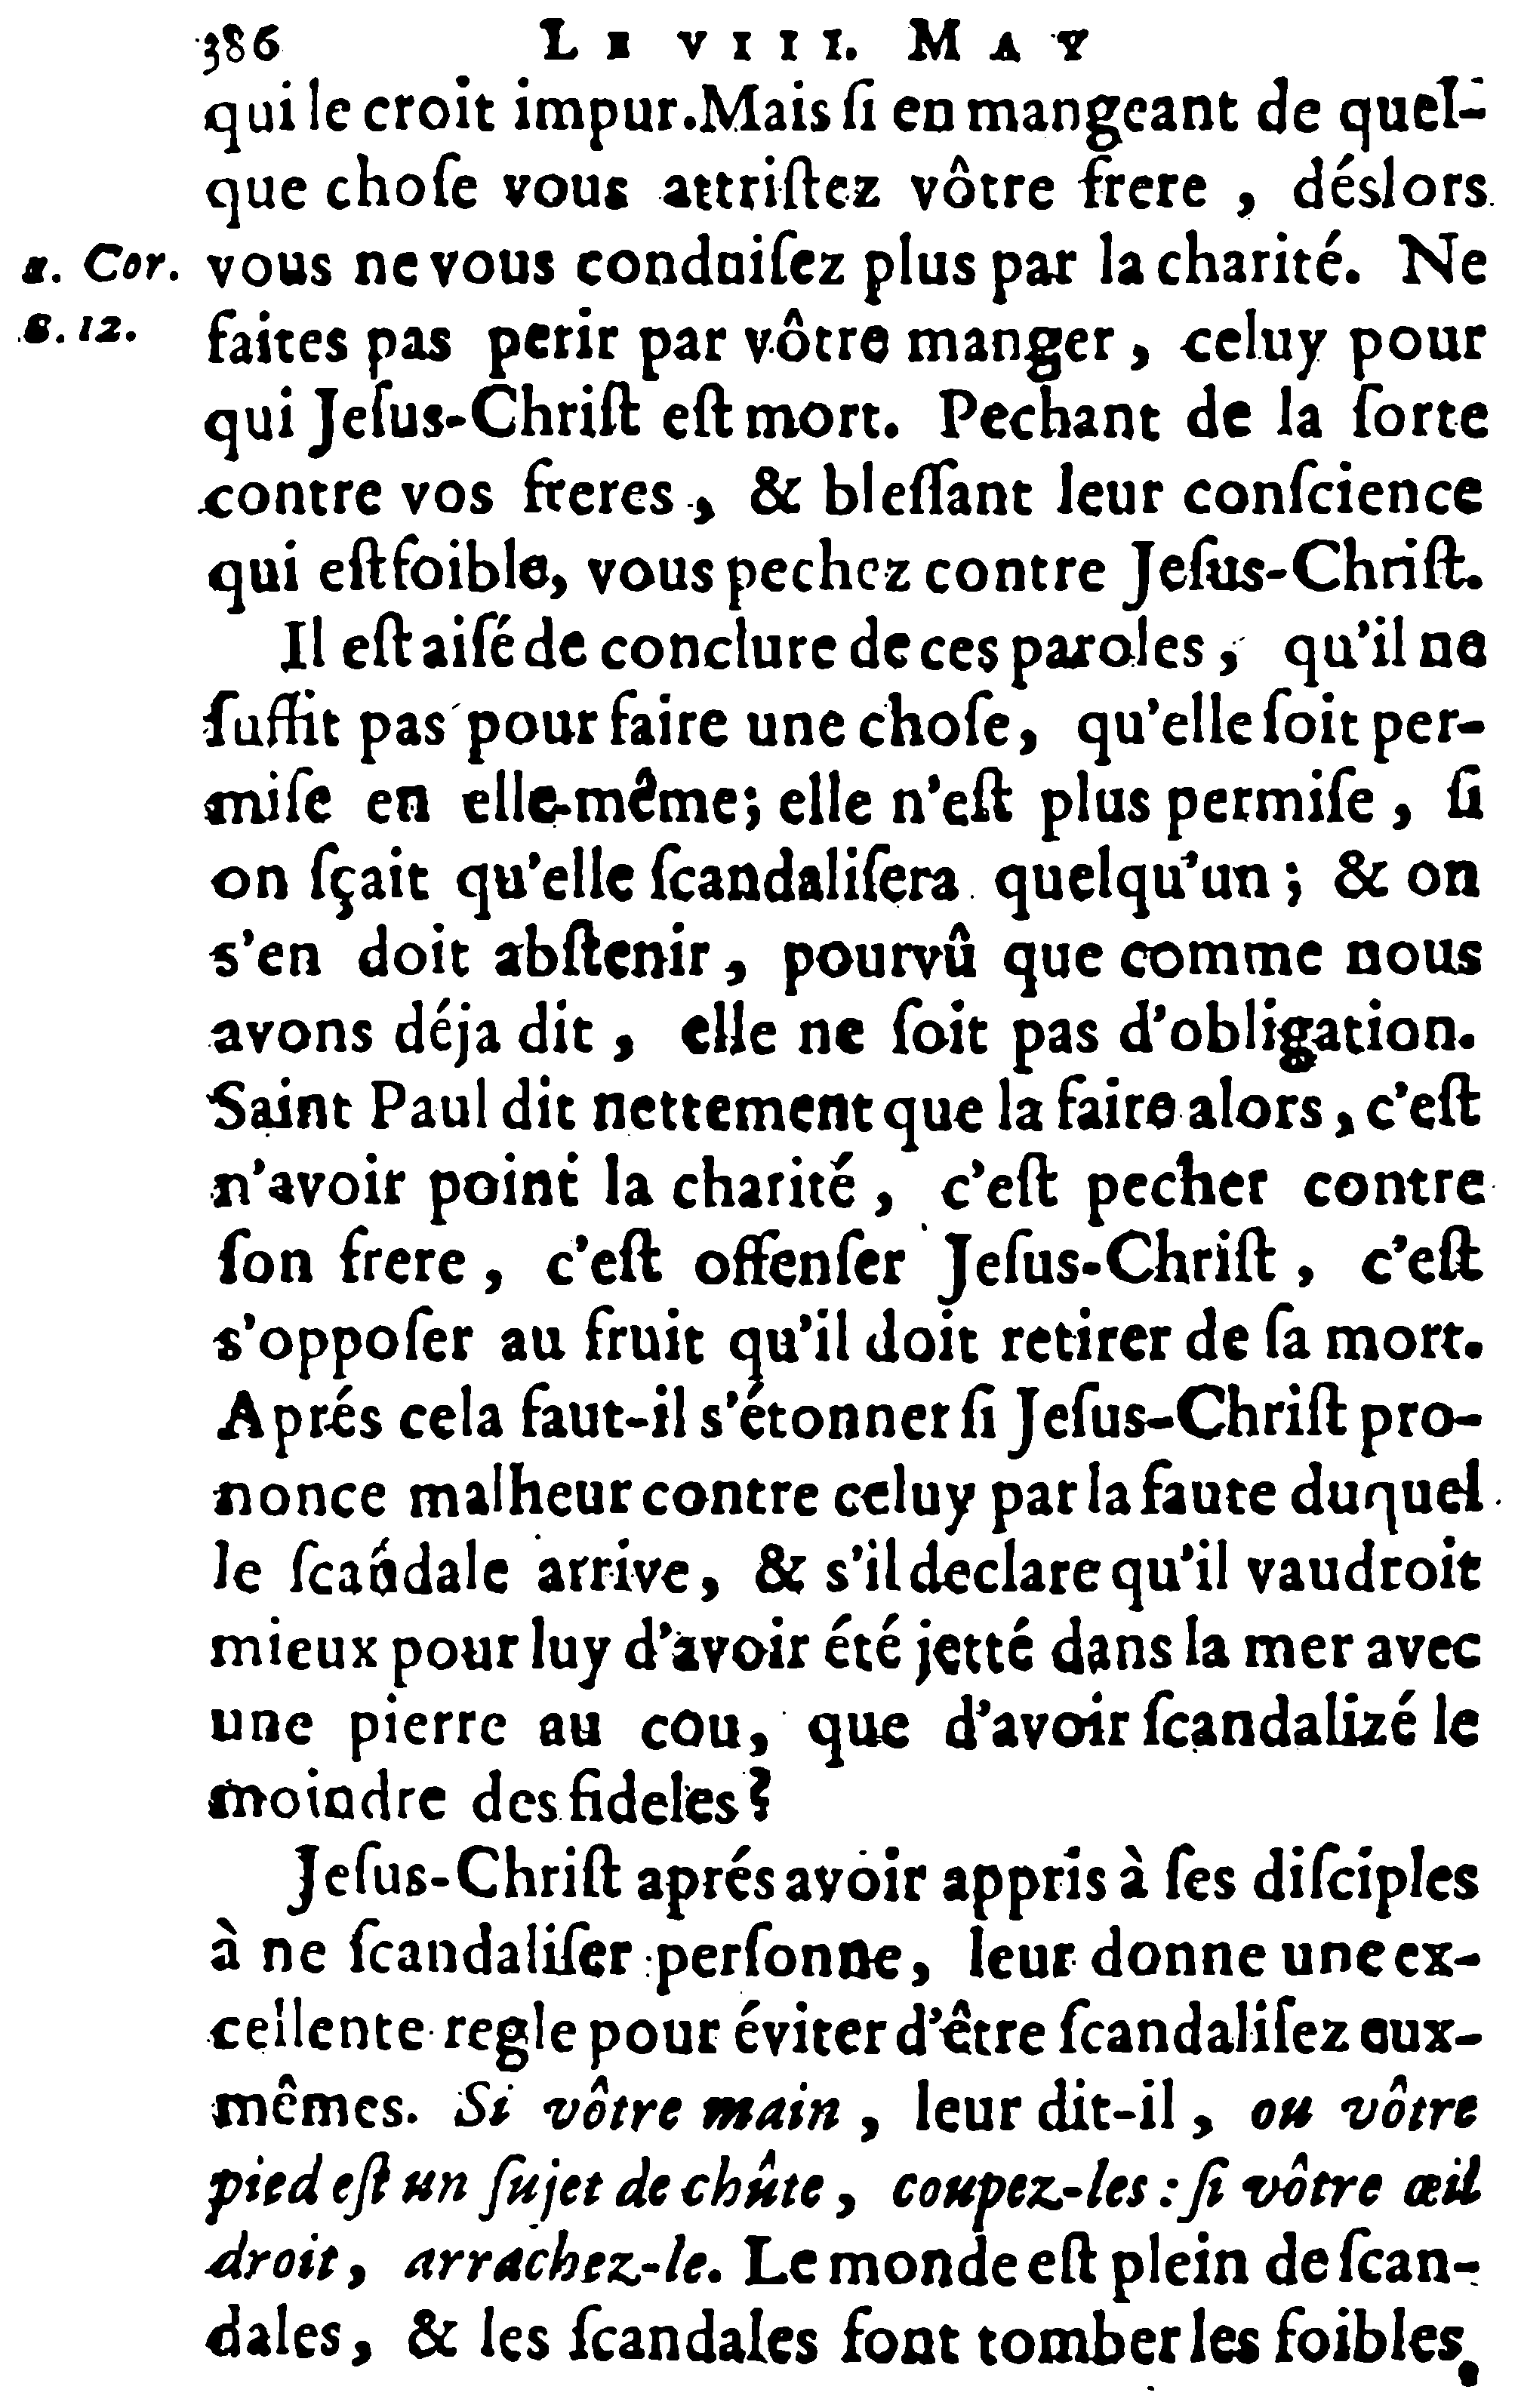 386 LE VIII. MAY
qui le croit impur. Mais ſi en mangeant de quel-
que choſe vous attriſtez vôtre frere , déslors
1. Cor. vous ne vous conduiſez plus par la charité. Ne
8. 12. faites pas perir par vôtre manger , celuy pour
qui Jeſus-Chriſt eſt mort. Pechant de la ſorte
contre vos freres , & bleſſant leur conſcience
qui eſt foible, vous pechez contre Jeſus-Chriſt.
Il eſt aiſé de conclure de ces paroles , qu'il ne
ſuffit pas pour faire une choſe, qu'elle ſoit per-
miſe en elle-même; elle n'eſt plus permiſe , ſi
on ſçait qu'elle ſcandaliſera quelqu'un ; & on
s'en doit abſtenir , pourvû que comme nous
avons déja dit , elle ne ſoit pas d'obligation.
Saint Paul dit nettement que la faire alors , c'eſt
n'avoir point la charité , c'eſt pecher contre
ſon frere , c'eſt offenſer Jeſus-Chriſt , c'eſt
s'oppoſer au fruit qu'il doit retirer de ſa mort.
Aprés cela faut-il s'étonner ſi Jeſus-Chriſt pro-
nonce malheur contre celuy par la faute duquel
le ſcandale arrive, & s'il declare qu'il vaudroit
mieux pour luy d'avoir été jetté dans la mer avec
une pierre au cou, que d'avoir ſcandalizé le
moindre des fideles ?
Jeſus-Chriſt aprés avoir appris à ſes diſciples
à ne ſcandaliſer perſonne, leur donne une ex-
cellente regle pour éviter d'être ſcandaliſez eux-
mêmes. Si vôtre main , leur dit-il , ou vôtre
pied eſt un ſujet de chûte , coupez-les : ſi vôtre œil
droit , arrachez-le. Le monde eſt plein de ſcan-
dales, & les ſcandales font tomber les foibles.